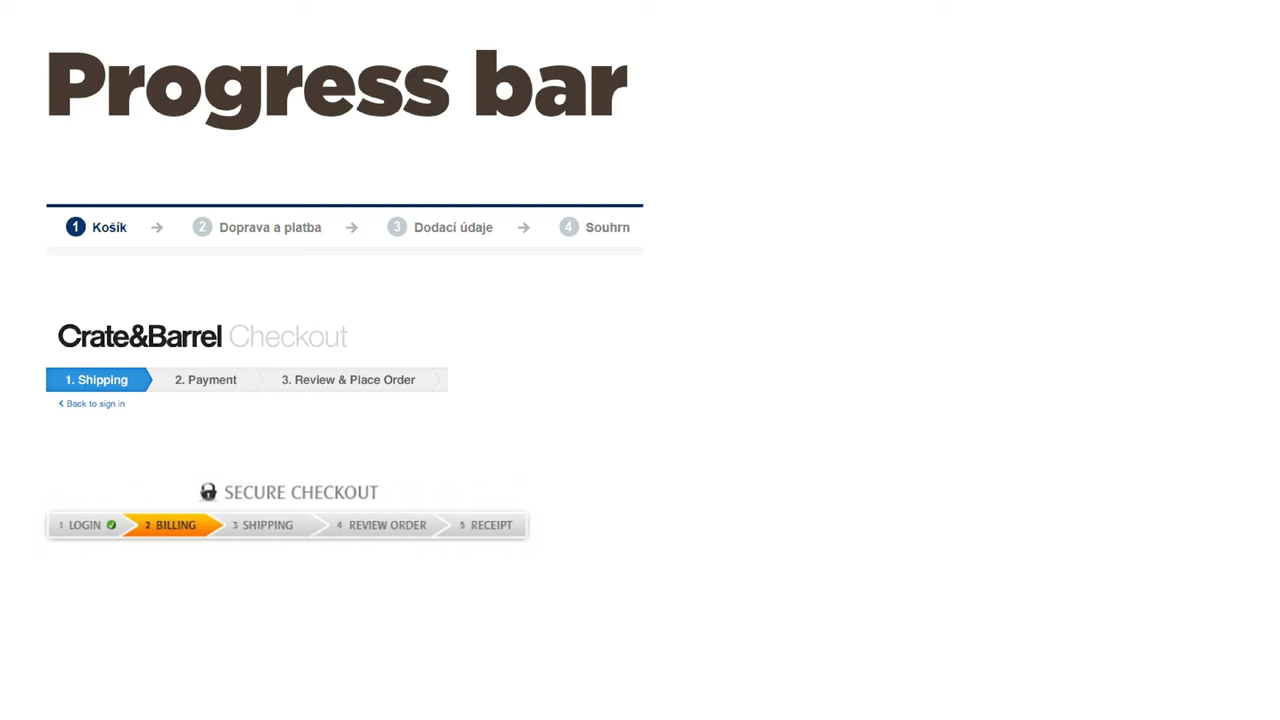 Progress bar
1 Košík → 2 Doprava a platba → 3 Dodací údaje → 4 Souhrn
Crate&Barrel Checkout
1. Shipping 2. Payment 3. Review & Place Order
Back to sign in
SECURE CHECKOUT
1 LOGIN 2 BILLING 3 SHIPPING 4 REVIEW ORDER 5 RECEIPT